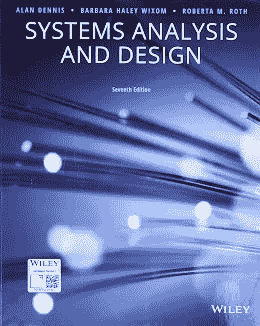 ALAN DENNIS • BARBARA HALEY WIXOM • ROBERTA M. ROTH
SYSTEMS ANALYSIS
AND DESIGN
Seventh Edition
WILEY
WILEY